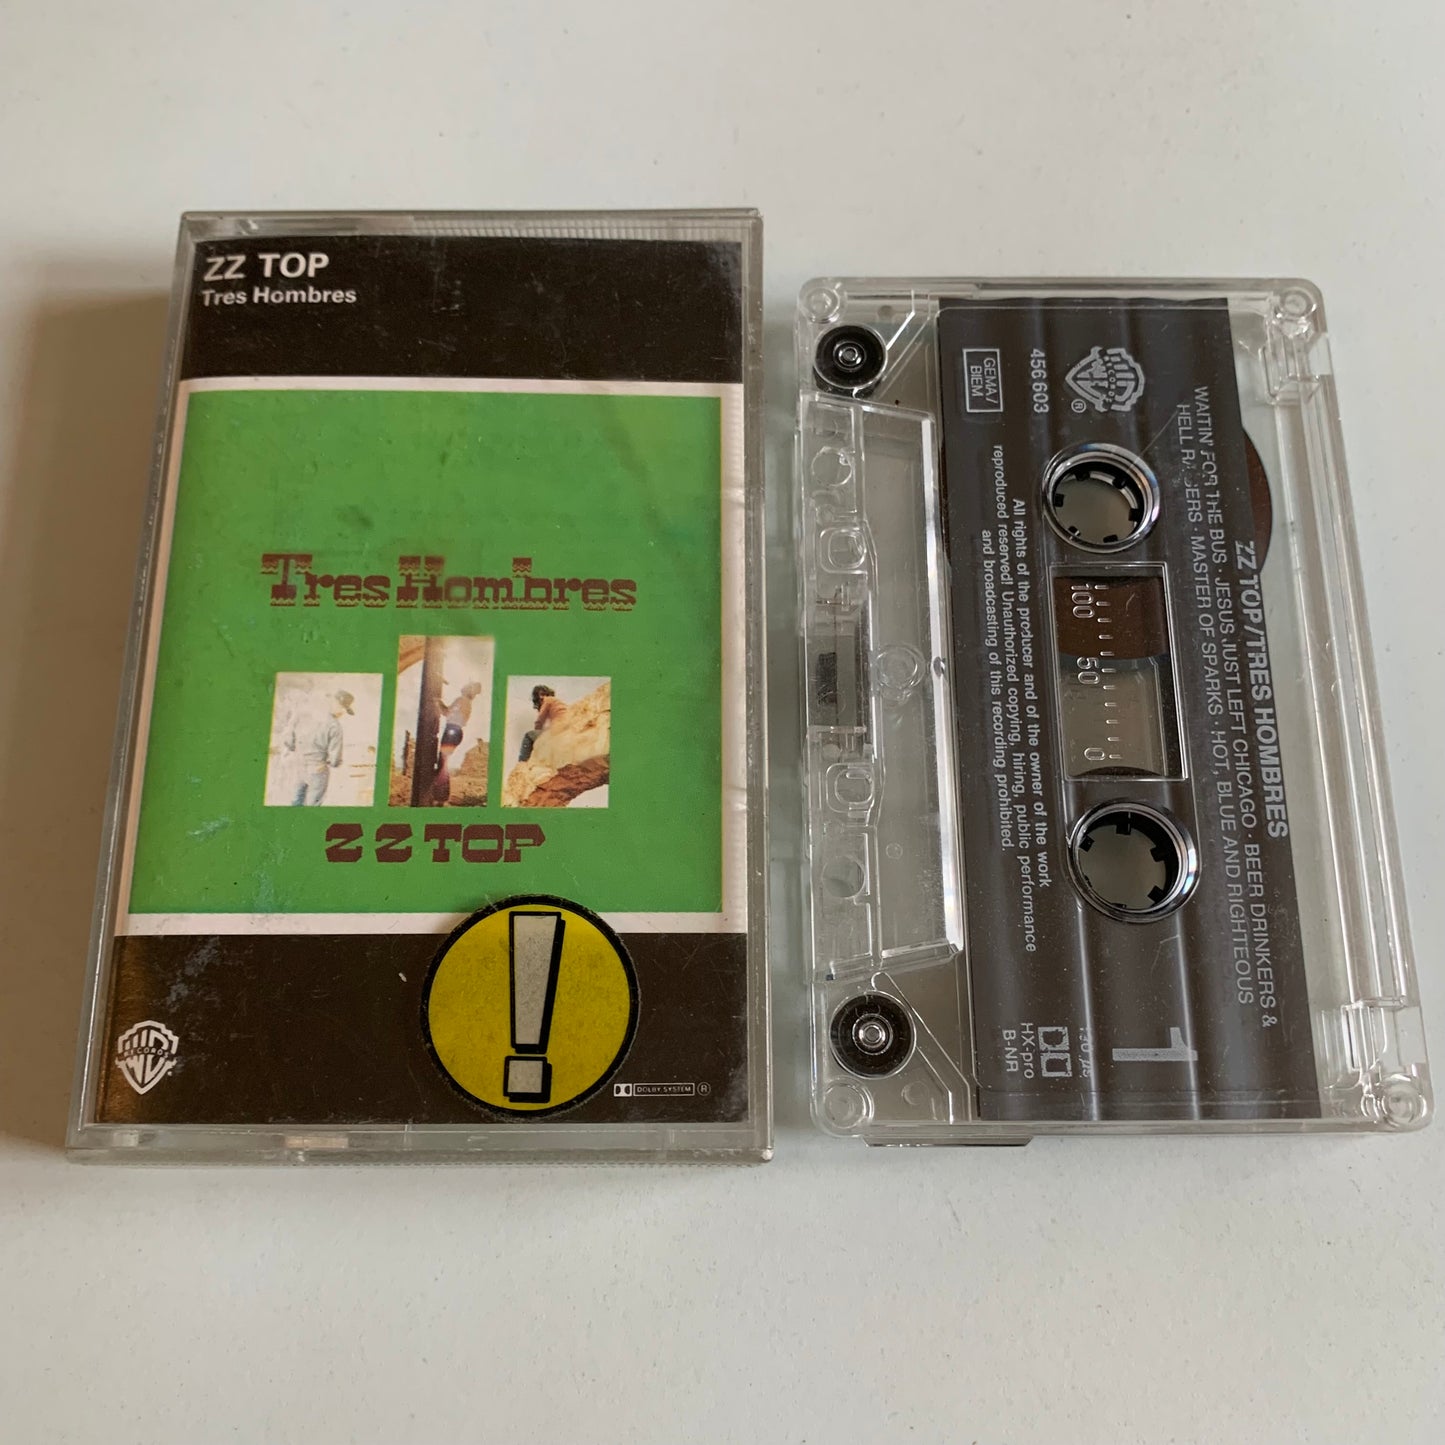 ZZ TOP
Tres Hombres
Tres Hombres
ZZ TOP
!
RECORDS
DOLBY SYSTEM ®
ZZ TOP/TRES HOMBRES
WAITIN' FOR THE BUS · JESUS JUST LEFT CHICAGO · BEER DRINKERS &
HELL RAISERS · MASTER OF SPARKS · HOT, BLUE AND RIGHTEOUS
RECORDS
®
456 603
GEMA/
BIEM
100 50 0
1
All rights of the producer and of the owner of the work
reproduced reserved! Unauthorized copying, hiring, public performance
and broadcasting of this recording prohibited.
HX-pro
B-NR